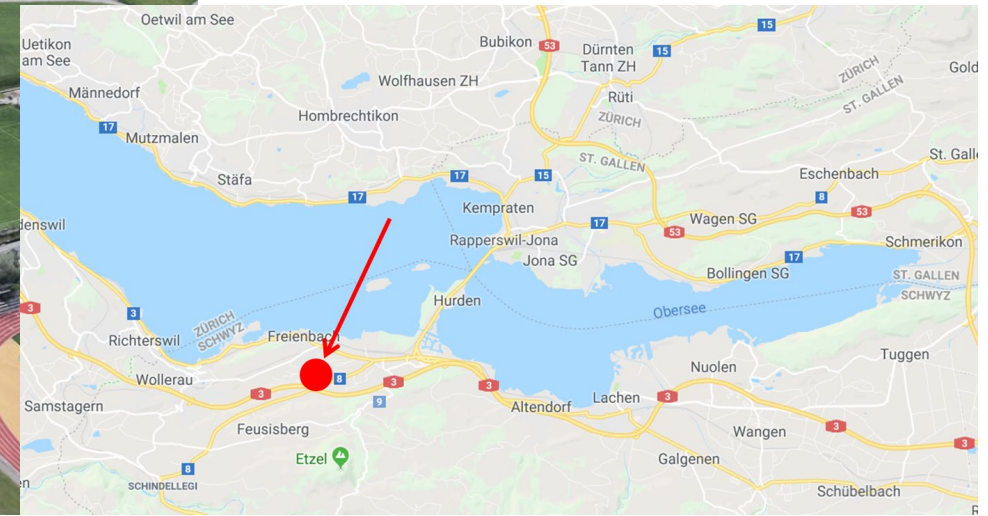 Oetwil am See
15
Uetikon
am See
Bubikon
53
Dürnten
Tann ZH
15
ZÜRICH
ST. GALLEN
Gold
Männedorf
Wolfhausen ZH
Rüti
Hombrechtikon
ZÜRICH
17
Mutzmalen
ST. GALLEN
St. Galle
Stäfa
17
17
15
Eschenbach
8
Kempraten
denswil
17
Wagen SG
53
53
Rapperswil-Jona
Jona SG
Schmerikon
17
Bollingen SG
ST. GALLEN
SCHWYZ
3
3
Hurden
Obersee
ZÜRICH
SCHWYZ
Richterswil
Freienbach
Tuggen
Nuolen
Wollerau
8
3
3
3
3
9
Lachen
Samstagern
Altendorf
Feusisberg
Wangen
3
3
Etzel
Galgenen
8
en
SCHINDELLEGI
Schübelbach
R